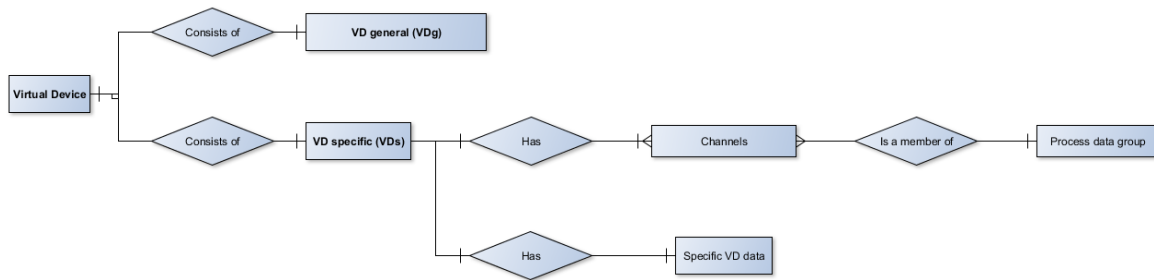 Consists of
VD general (VDg)
Virtual Device
Consists of
VD specific (VDs)
Has
Channels
Is a member of
Process data group
Has
Specific VD data